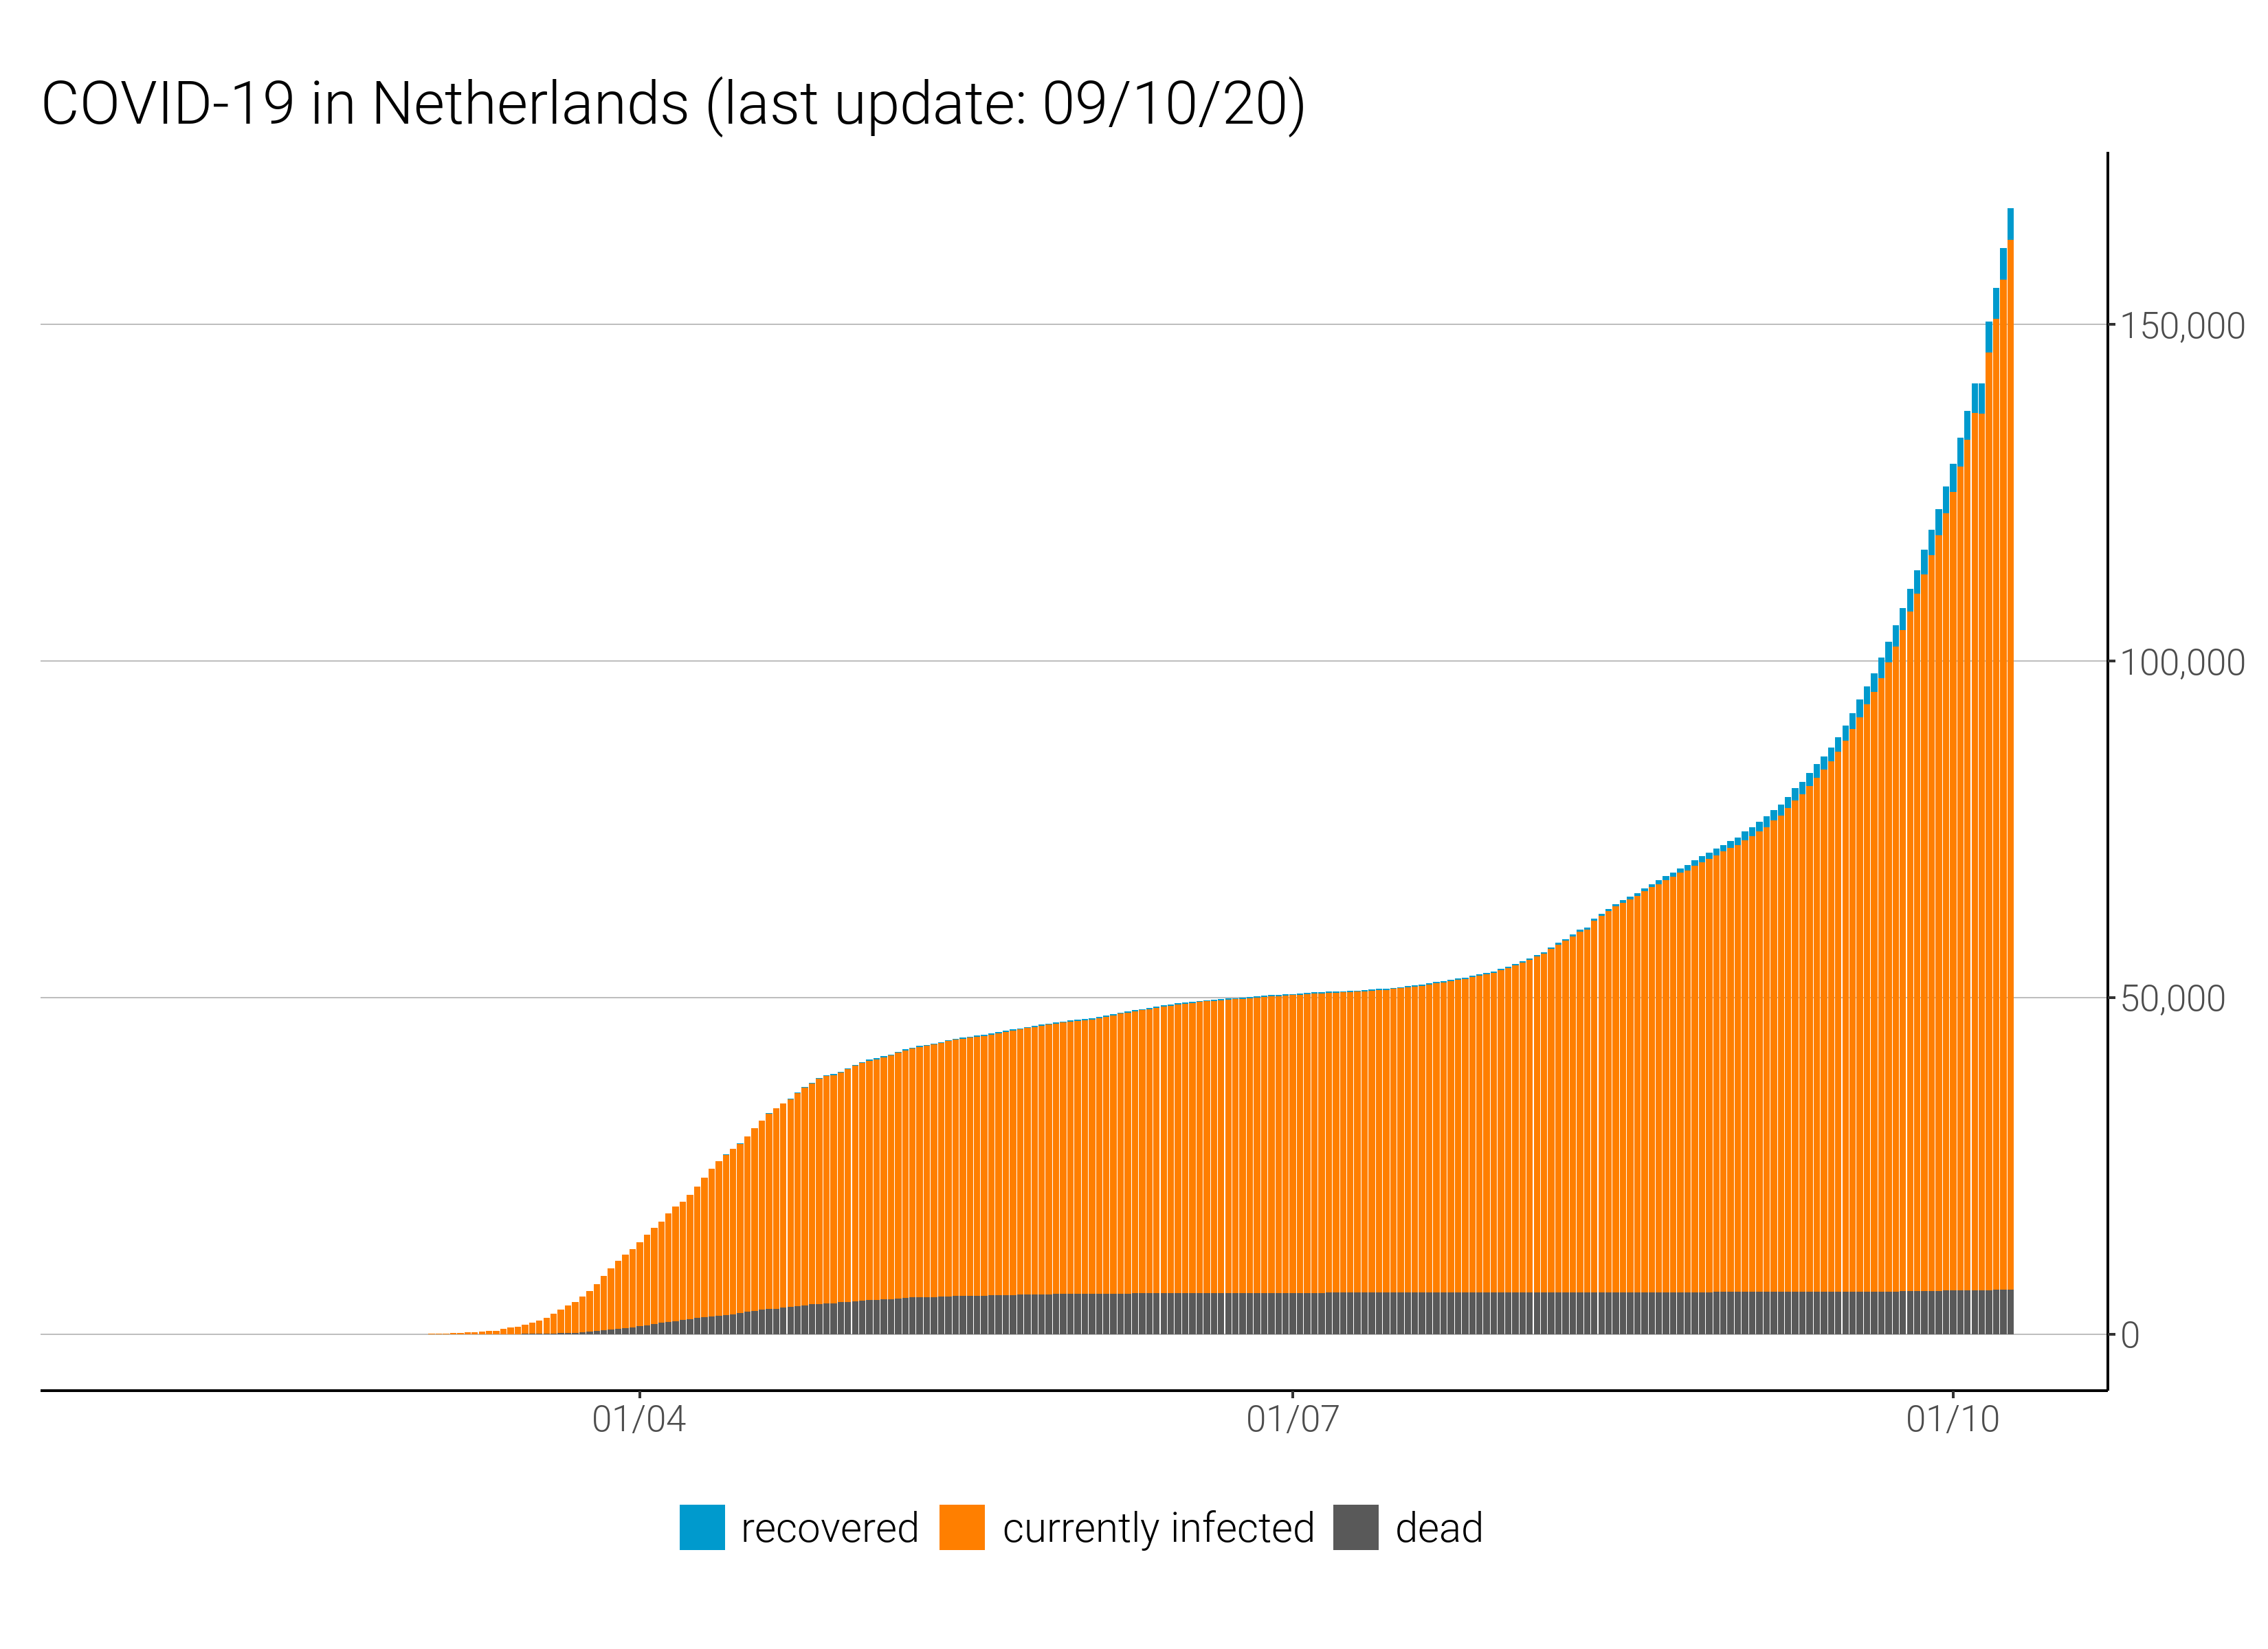 COVID-19 in Netherlands (last update: 09/10/20)
150,000
100,000
50,000
0
01/04 01/07 01/10
recovered currently infected dead